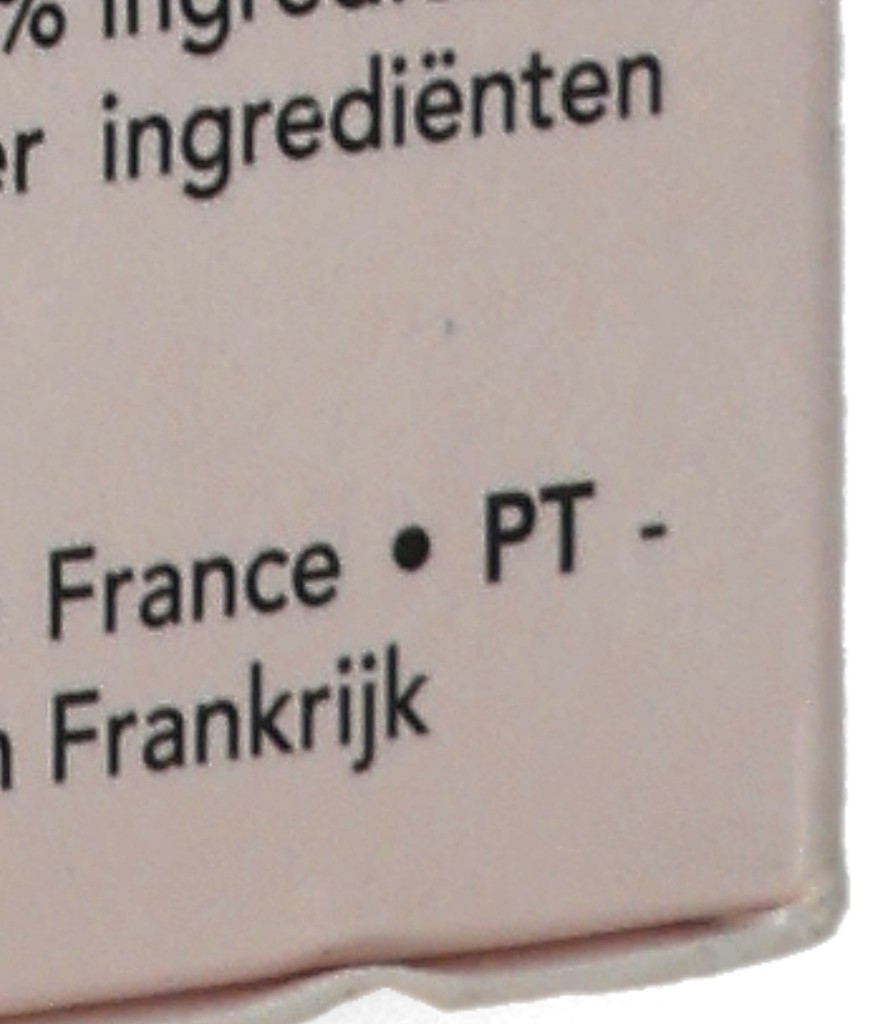 ingrediënten
France • PT -
Frankrijk